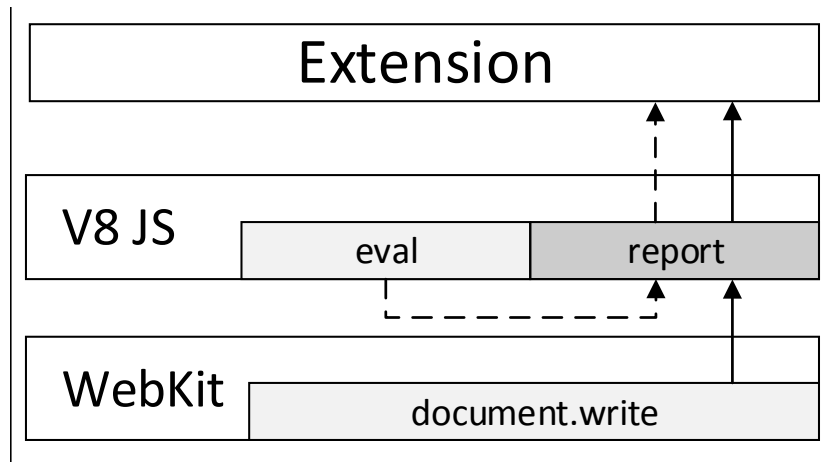 Extension
V8 JS
eval
report
WebKit
document.write